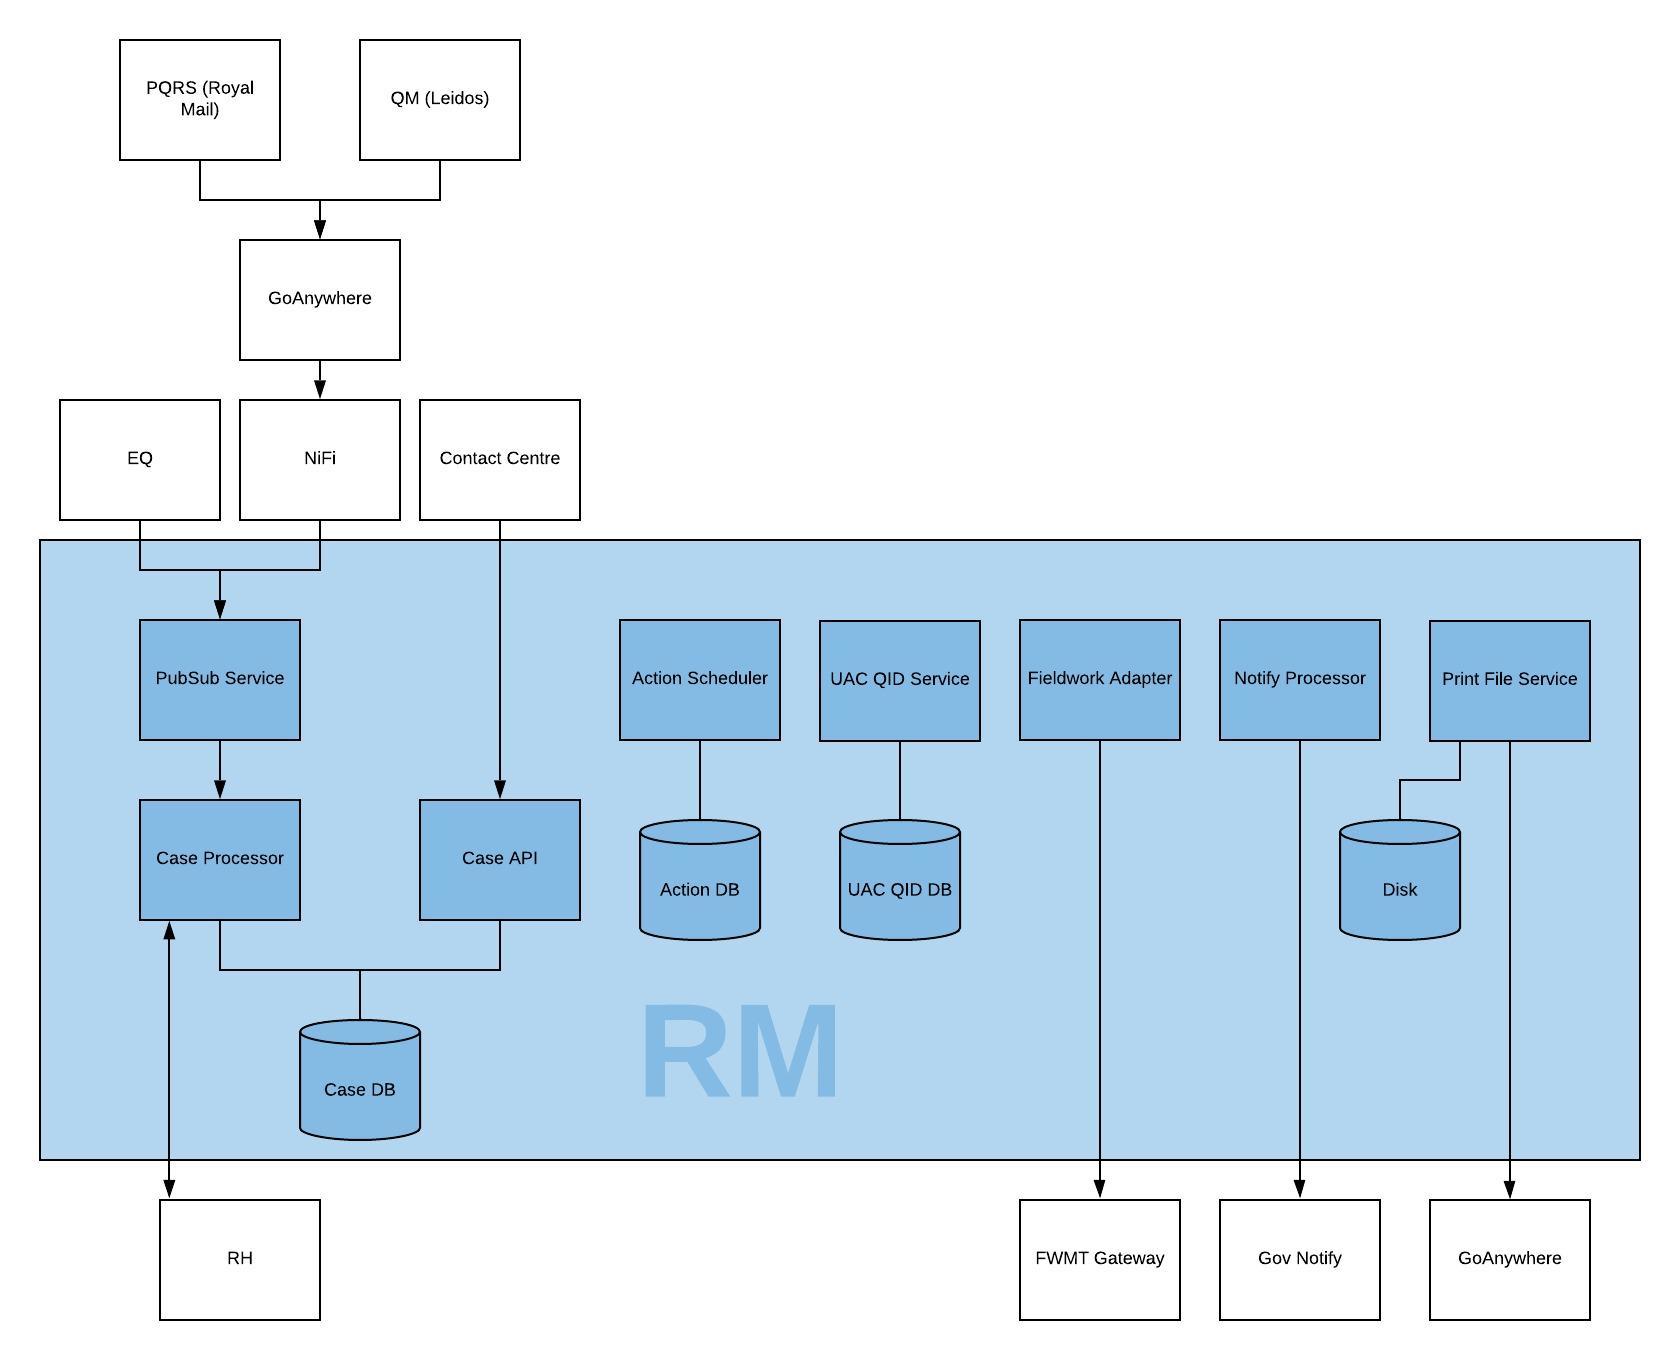 PQRS (Royal
Mail)
QM (Leidos)
GoAnywhere
EQ
NiFi
Contact Centre
PubSub Service
Action Scheduler
UAC QID Service
Fieldwork Adapter
Notify Processor
Print File Service
Case Processor
Case API
Action DB
UAC QID DB
Disk
RM
Case DB
RH
FWMT Gateway
Gov Notify
GoAnywhere